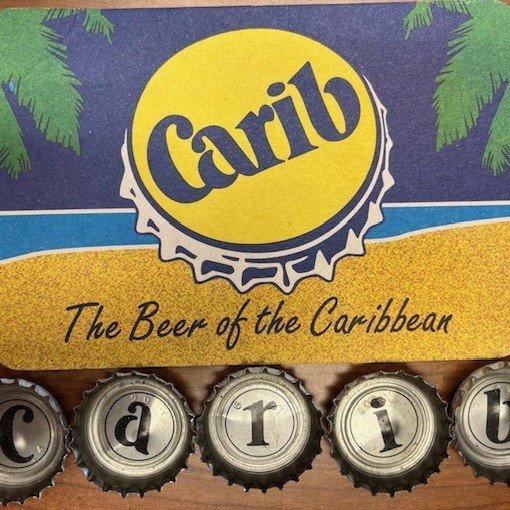 Carib
The Beer of the Caribbean
c a r i b